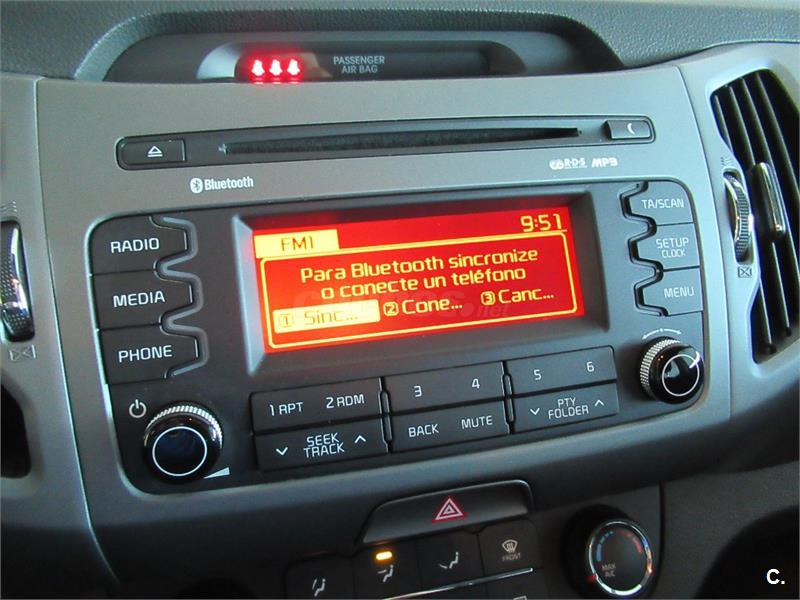 PASSENGER
AIR BAG
Bluetooth
R·D·S MP3
RADIO
MEDIA
PHONE
FM1 9:51
Para Bluetooth sincronize
o conecte un teléfono
1 Sinc... 2 Cone... 3 Canc...
TA/SCAN
SETUP
CLOCK
MENU
1 RPT 2 RDM 3 4 5 6
SEEK
TRACK
BACK MUTE
PTY
FOLDER
FRONT
MAX
A/C
C.